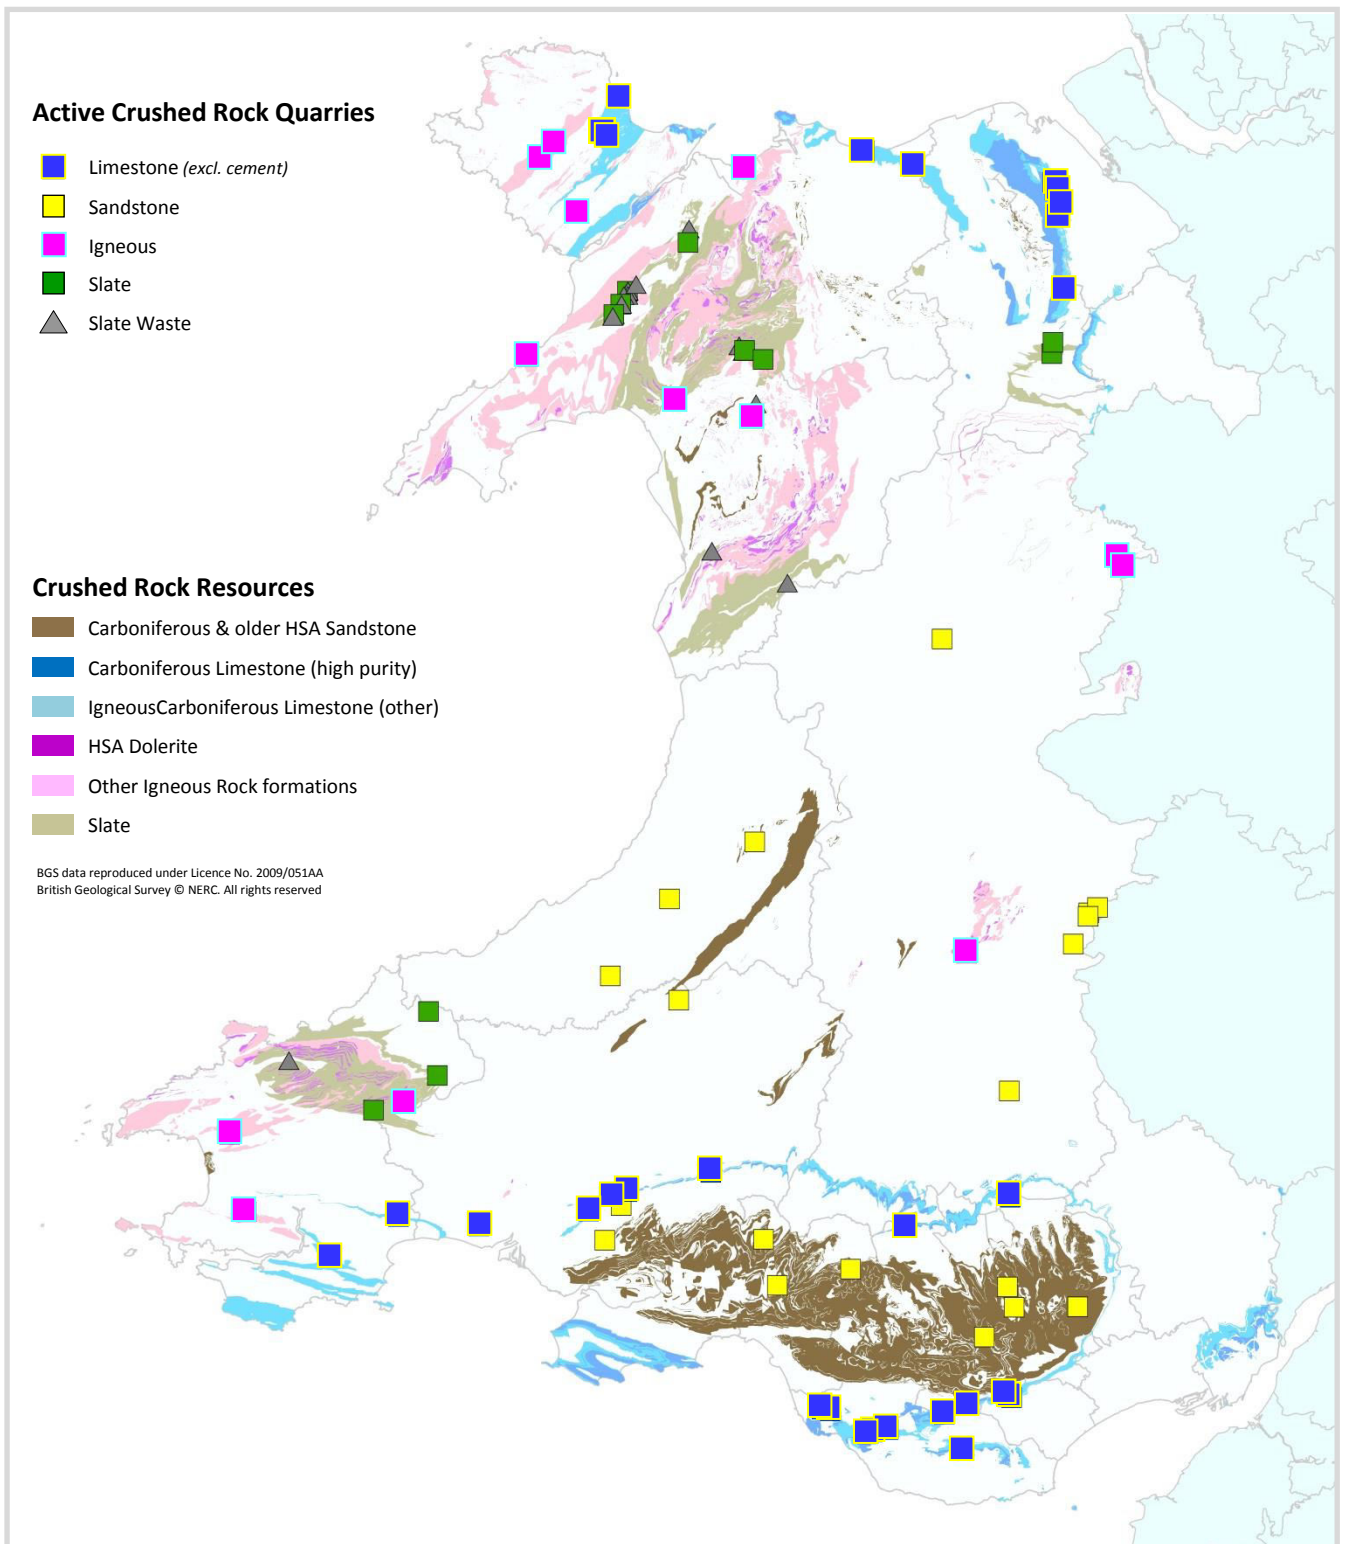 Active Crushed Rock Quarries
Limestone (excl. cement)
Sandstone
Igneous
Slate
Slate Waste
Crushed Rock Resources
Carboniferous & older HSA Sandstone
Carboniferous Limestone (high purity)
IgneousCarboniferous Limestone (other)
HSA Dolerite
Other Igneous Rock formations
Slate
BGS data reproduced under Licence No. 2009/051AA
British Geological Survey © NERC. All rights reserved